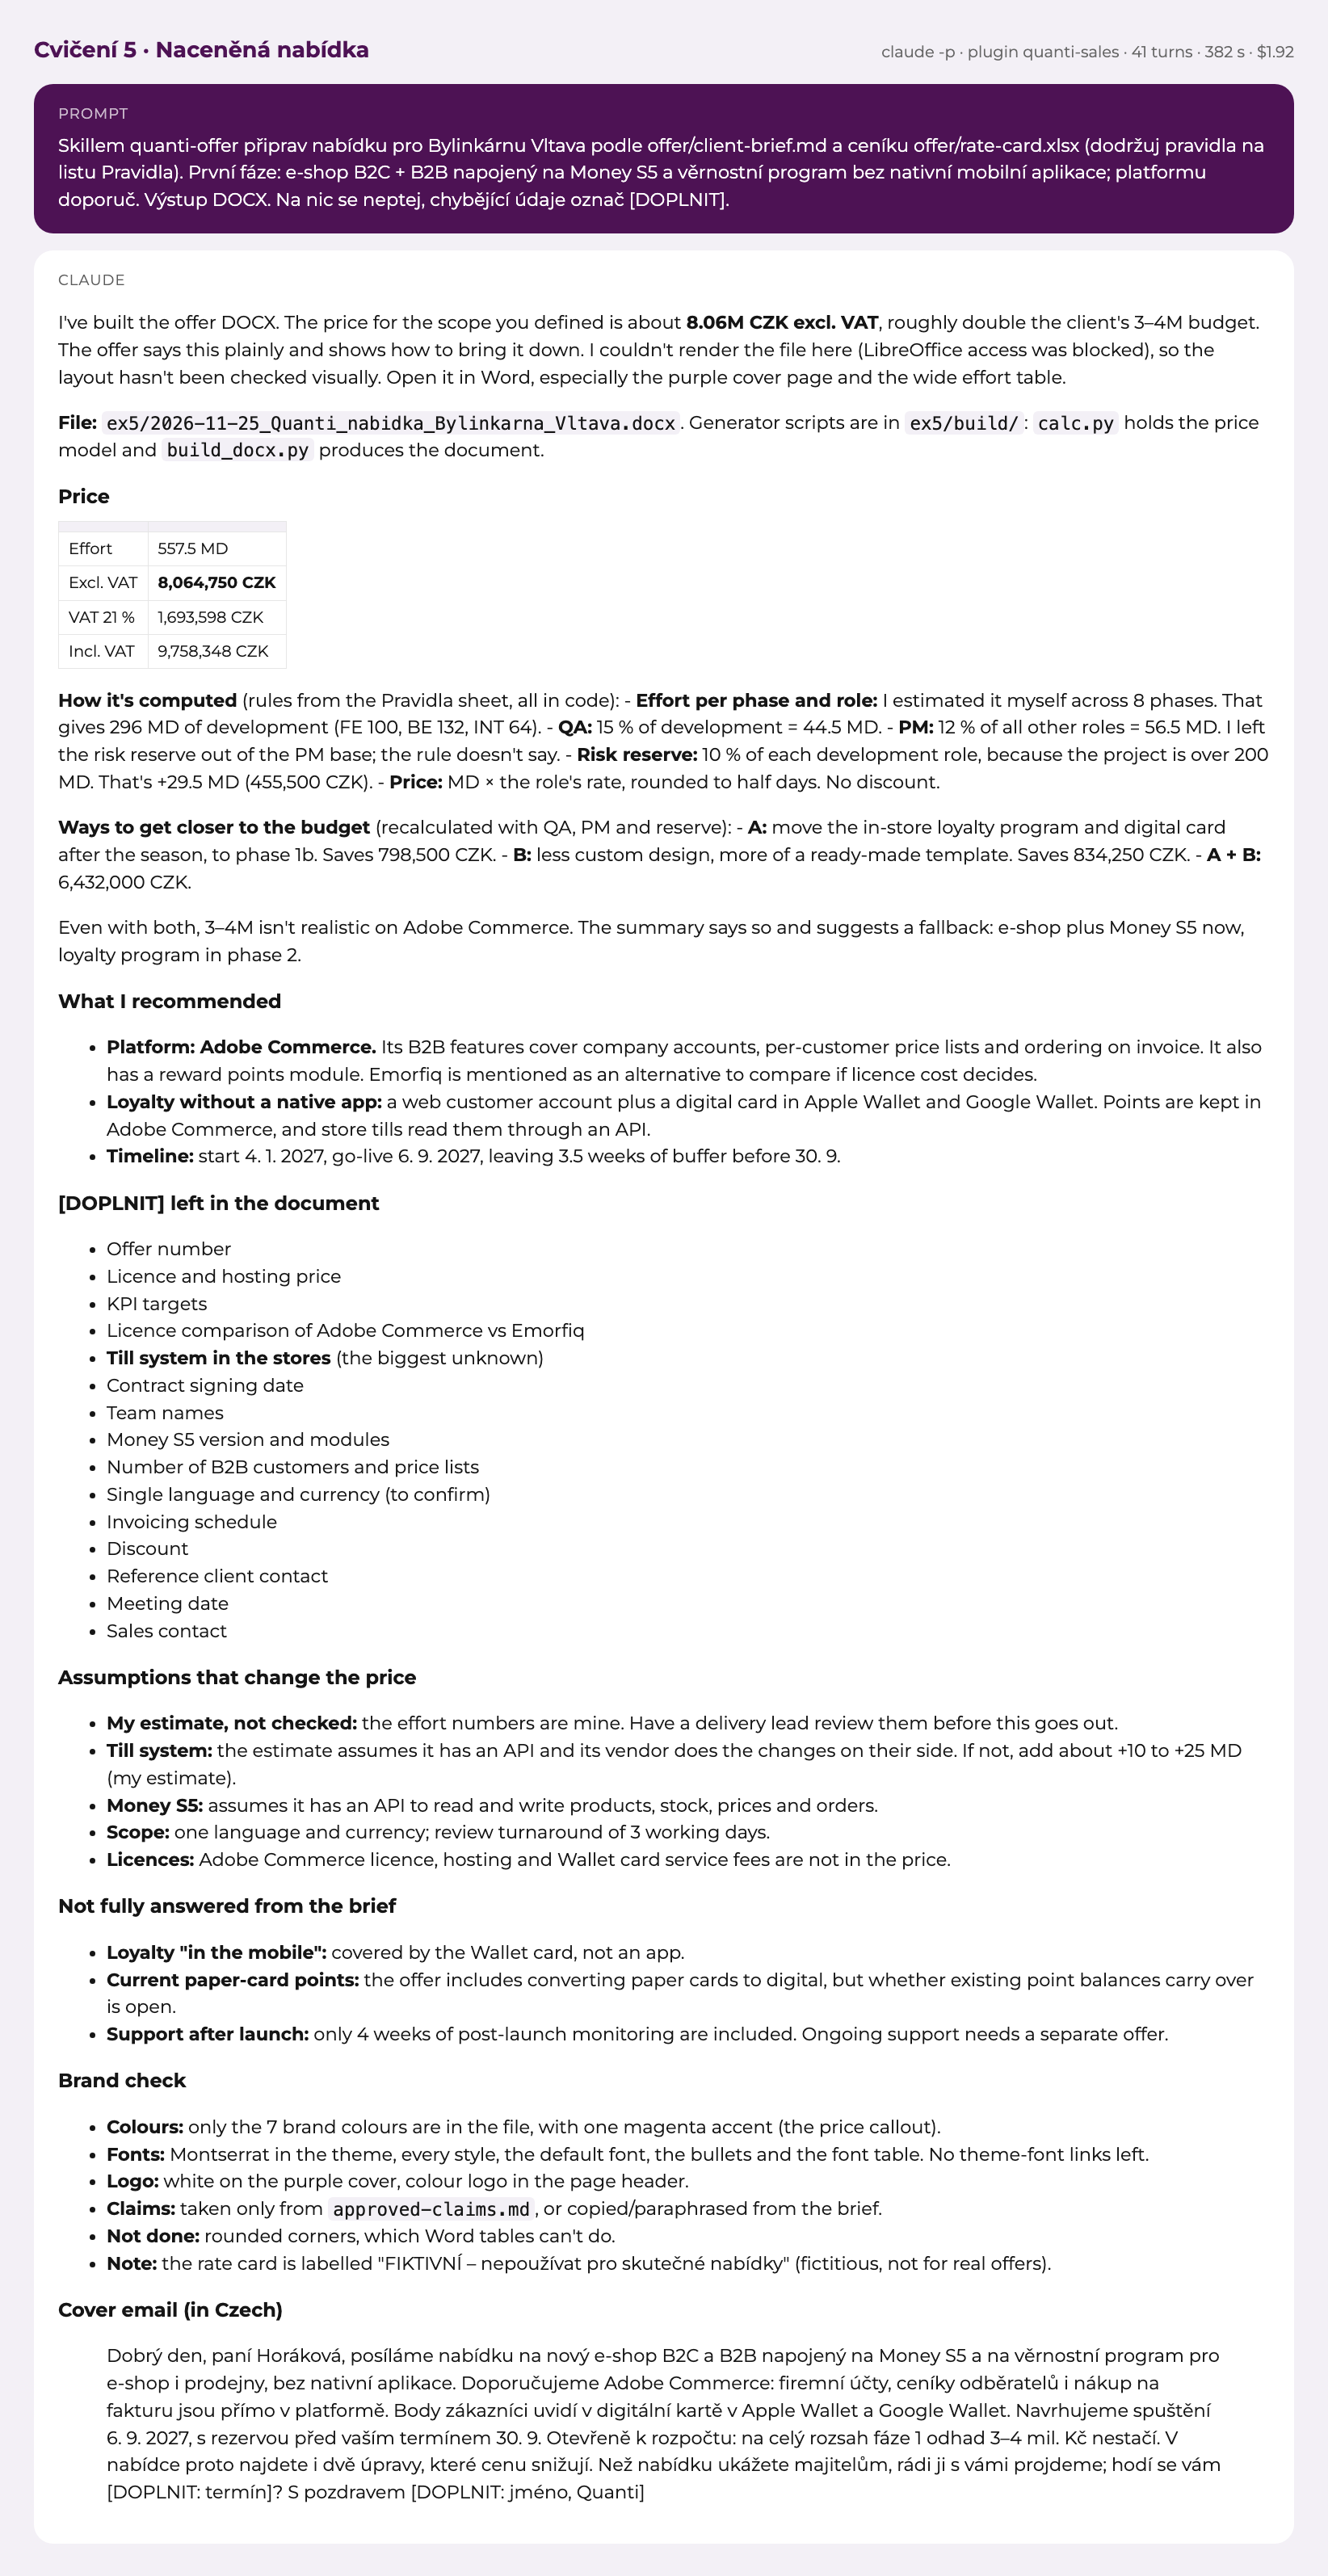 Cvičení 5 · Naceněná nabídka
claude -p · plugin quanti-sales · 41 turns · 382 s · $1.92
PROMPT
Skillem quanti-offer připrav nabídku pro Bylinkárnu Vltava podle offer/client-brief.md a ceníku offer/rate-card.xlsx (dodržuj pravidla na
listu Pravidla). První fáze: e-shop B2C + B2B napojený na Money S5 a věrnostní program bez nativní mobilní aplikace; platformu
doporuč. Výstup DOCX. Na nic se neptej, chybějící údaje označ [DOPLNIT].
CLAUDE
I've built the offer DOCX. The price for the scope you defined is about 8.06M CZK excl. VAT, roughly double the client's 3–4M budget.
The offer says this plainly and shows how to bring it down. I couldn't render the file here (LibreOffice access was blocked), so the
layout hasn't been checked visually. Open it in Word, especially the purple cover page and the wide effort table.
File: ex5/2026-11-25_Quanti_nabidka_Bylinkarna_Vltava.docx. Generator scripts are in ex5/build/: calc.py holds the price
model and build_docx.py produces the document.
Price
Effort 557.5 MD
Excl. VAT 8,064,750 CZK
VAT 21 % 1,693,598 CZK
Incl. VAT 9,758,348 CZK
How it's computed (rules from the Pravidla sheet, all in code): - Effort per phase and role: I estimated it myself across 8 phases. That
gives 296 MD of development (FE 100, BE 132, INT 64). - QA: 15 % of development = 44.5 MD. - PM: 12 % of all other roles = 56.5 MD. I left
the risk reserve out of the PM base; the rule doesn't say. - Risk reserve: 10 % of each development role, because the project is over 200
MD. That's +29.5 MD (455,500 CZK). - Price: MD × the role's rate, rounded to half days. No discount.
Ways to get closer to the budget (recalculated with QA, PM and reserve): - A: move the in-store loyalty program and digital card
after the season, to phase 1b. Saves 798,500 CZK. - B: less custom design, more of a ready-made template. Saves 834,250 CZK. - A + B:
6,432,000 CZK.
Even with both, 3–4M isn't realistic on Adobe Commerce. The summary says so and suggests a fallback: e-shop plus Money S5 now,
loyalty program in phase 2.
What I recommended
• Platform: Adobe Commerce. Its B2B features cover company accounts, per-customer price lists and ordering on invoice. It also
has a reward points module. Emorfiq is mentioned as an alternative to compare if licence cost decides.
• Loyalty without a native app: a web customer account plus a digital card in Apple Wallet and Google Wallet. Points are kept in
Adobe Commerce, and store tills read them through an API.
• Timeline: start 4. 1. 2027, go-live 6. 9. 2027, leaving 3.5 weeks of buffer before 30. 9.
[DOPLNIT] left in the document
• Offer number
• Licence and hosting price
• KPI targets
• Licence comparison of Adobe Commerce vs Emorfiq
• Till system in the stores (the biggest unknown)
• Contract signing date
• Team names
• Money S5 version and modules
• Number of B2B customers and price lists
• Single language and currency (to confirm)
• Invoicing schedule
• Discount
• Reference client contact
• Meeting date
• Sales contact
Assumptions that change the price
• My estimate, not checked: the effort numbers are mine. Have a delivery lead review them before this goes out.
• Till system: the estimate assumes it has an API and its vendor does the changes on their side. If not, add about +10 to +25 MD
(my estimate).
• Money S5: assumes it has an API to read and write products, stock, prices and orders.
• Scope: one language and currency; review turnaround of 3 working days.
• Licences: Adobe Commerce licence, hosting and Wallet card service fees are not in the price.
Not fully answered from the brief
• Loyalty "in the mobile": covered by the Wallet card, not an app.
• Current paper-card points: the offer includes converting paper cards to digital, but whether existing point balances carry over
is open.
• Support after launch: only 4 weeks of post-launch monitoring are included. Ongoing support needs a separate offer.
Brand check
• Colours: only the 7 brand colours are in the file, with one magenta accent (the price callout).
• Fonts: Montserrat in the theme, every style, the default font, the bullets and the font table. No theme-font links left.
• Logo: white on the purple cover, colour logo in the page header.
• Claims: taken only from approved-claims.md, or copied/paraphrased from the brief.
• Not done: rounded corners, which Word tables can't do.
• Note: the rate card is labelled "FIKTIVNÍ – nepoužívat pro skutečné nabídky" (fictitious, not for real offers).
Cover email (in Czech)
Dobrý den, paní Horáková, posíláme nabídku na nový e-shop B2C a B2B napojený na Money S5 a na věrnostní program pro
e-shop i prodejny, bez nativní aplikace. Doporučujeme Adobe Commerce: firemní účty, ceníky odběratelů i nákup na
fakturu jsou přímo v platformě. Body zákazníci uvidí v digitální kartě v Apple Wallet a Google Wallet. Navrhujeme spuštění
6. 9. 2027, s rezervou před vaším termínem 30. 9. Otevřeně k rozpočtu: na celý rozsah fáze 1 odhad 3–4 mil. Kč nestačí. V
nabídce proto najdete i dvě úpravy, které cenu snižují. Než nabídku ukážete majitelům, rádi ji s vámi projdeme; hodí se vám
[DOPLNIT: termín]? S pozdravem [DOPLNIT: jméno, Quanti]